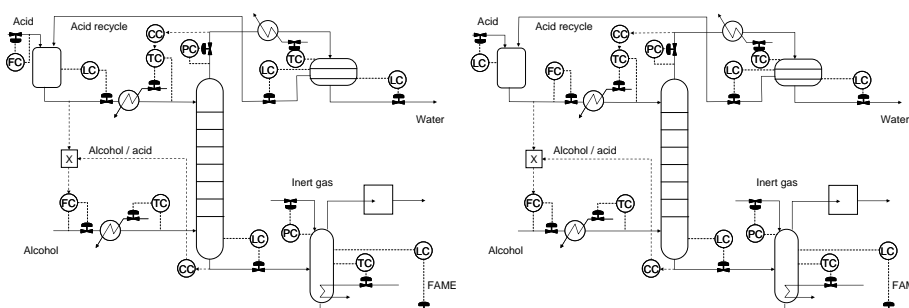 Acid
Acid recycle
CC
PC
FC
LC
TC
TC
LC
LC
Water
Alcohol / acid
X
Inert gas
FC
TC
PC
LC
LC
TC
Alcohol
CC
FAME
Acid
Acid recycle
CC
PC
LC
FC
TC
TC
LC
LC
Water
Alcohol / acid
X
Inert gas
FC
TC
PC
LC
LC
TC
Alcohol
CC
FAM